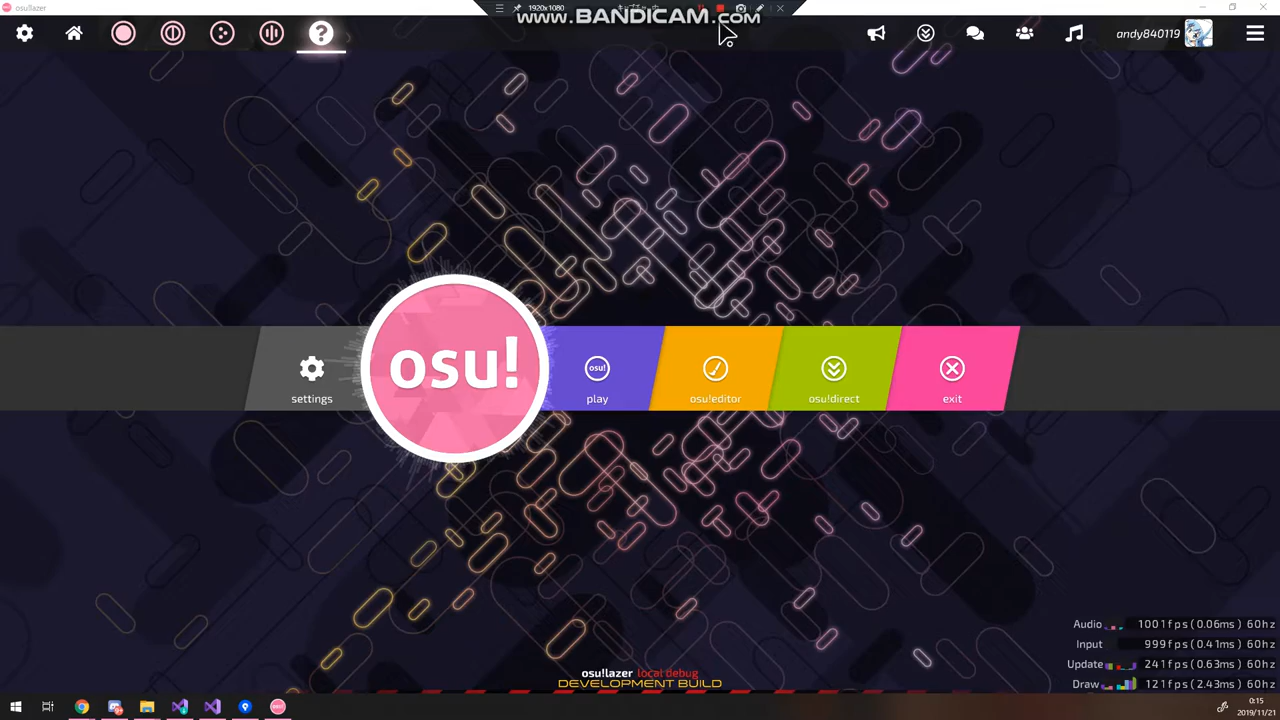 osu!lazer
1920x1080
www.BANDICAM.com
andy840119
osu!
settings
osu!
play
osu!editor
osu!direct
exit
Audio 1001fps(0.06ms) 60hz
Input 999fps(0.41ms) 60hz
Update 241fps(0.63ms) 60hz
Draw 121fps(2.43ms) 60hz
osu!lazer local debug
DEVELOPMENT BUILD
0:15
2019/11/21